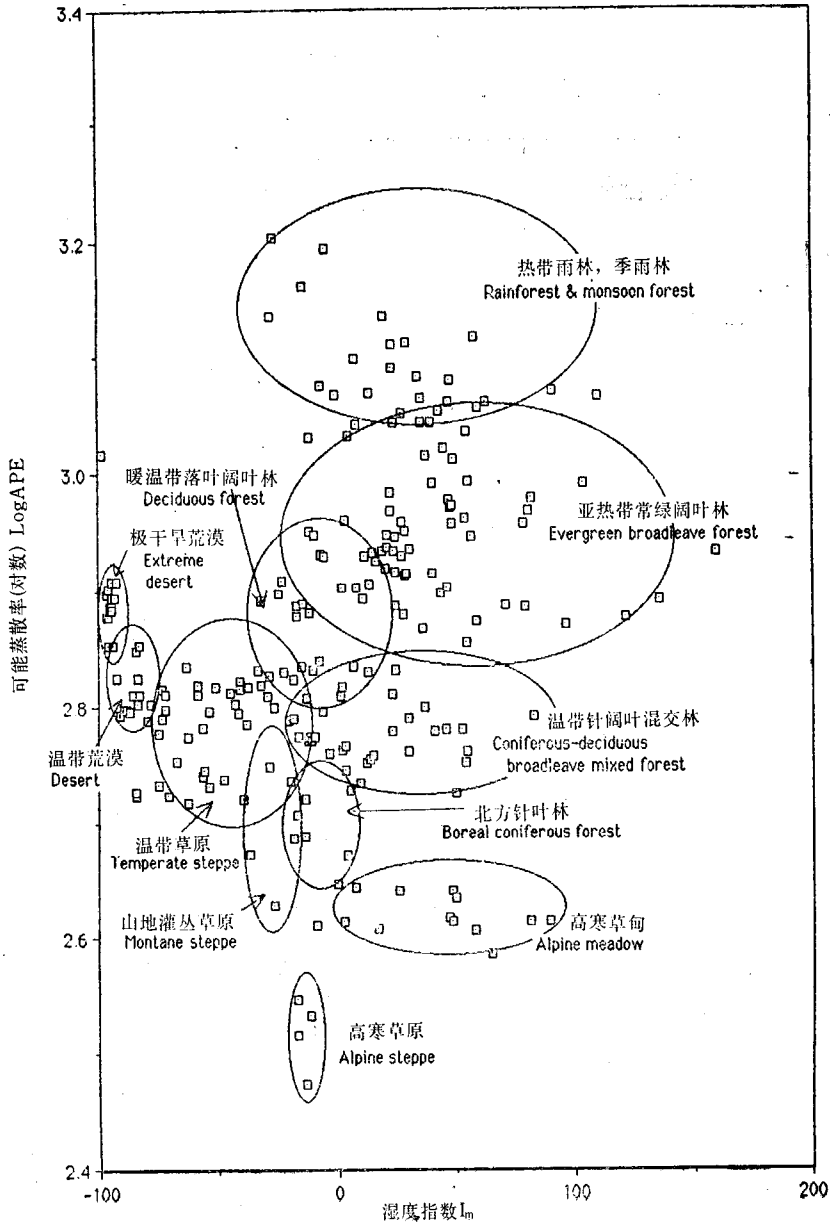 3.4
3.2
热带雨林，季雨林
Rainforest & monsoon forest
3.0
暖温带落叶阔叶林
Deciduous forest
亚热带常绿阔叶林
Evergreen broadleave forest
极干旱荒漠
Extreme
desert
可能蒸散率(对数) LogAPE
2.8
温带针阔叶混交林
Coniferous-deciduous
broadleave mixed forest
温带荒漠
Desert
北方针叶林
Boreal coniferous forest
温带草原
Temperate steppe
山地灌丛草原
Montane steppe
2.6
高寒草甸
Alpine meadow
高寒草原
Alpine steppe
2.4
-100
0
100
200
湿度指数Im